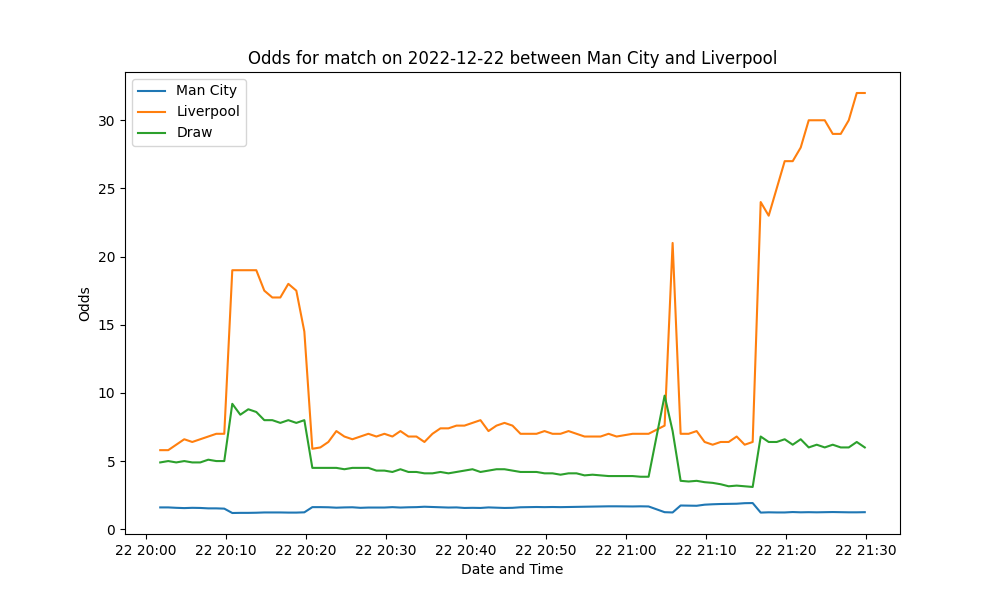 Odds for match on 2022-12-22 between Man City and Liverpool
Man City
Liverpool
Draw
30
25
20
15
10
5
0
Odds
22 20:00 22 20:10 22 20:20 22 20:30 22 20:40 22 20:50 22 21:00 22 21:10 22 21:20 22 21:30
Date and Time